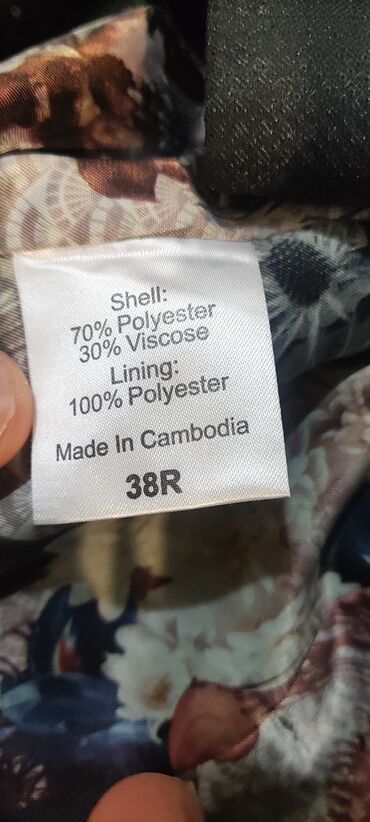 Shell:
70% Polyester
30% Viscose
Lining:
100% Polyester
Made In Cambodia
38R